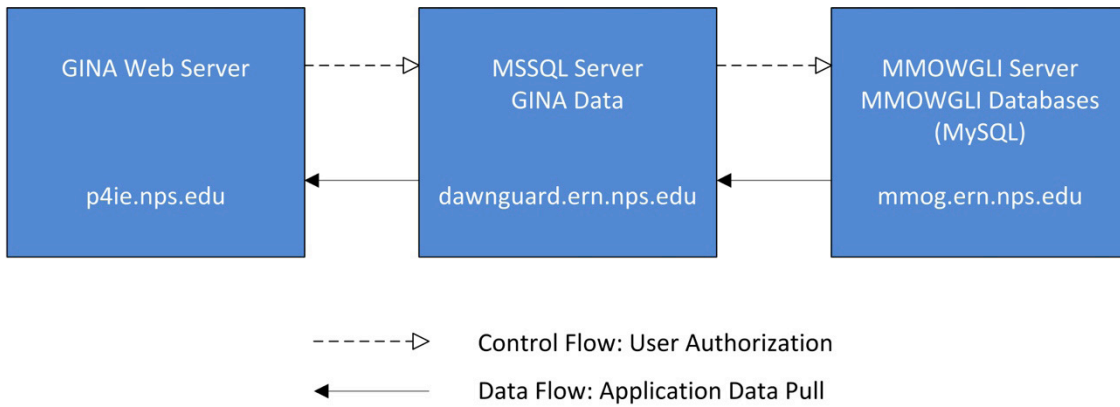 GINA Web Server
p4ie.nps.edu
MSSQL Server
GINA Data
dawnguard.ern.nps.edu
MMOWGLI Server
MMOWGLI Databases
(MySQL)
mmog.ern.nps.edu
Control Flow: User Authorization
Data Flow: Application Data Pull